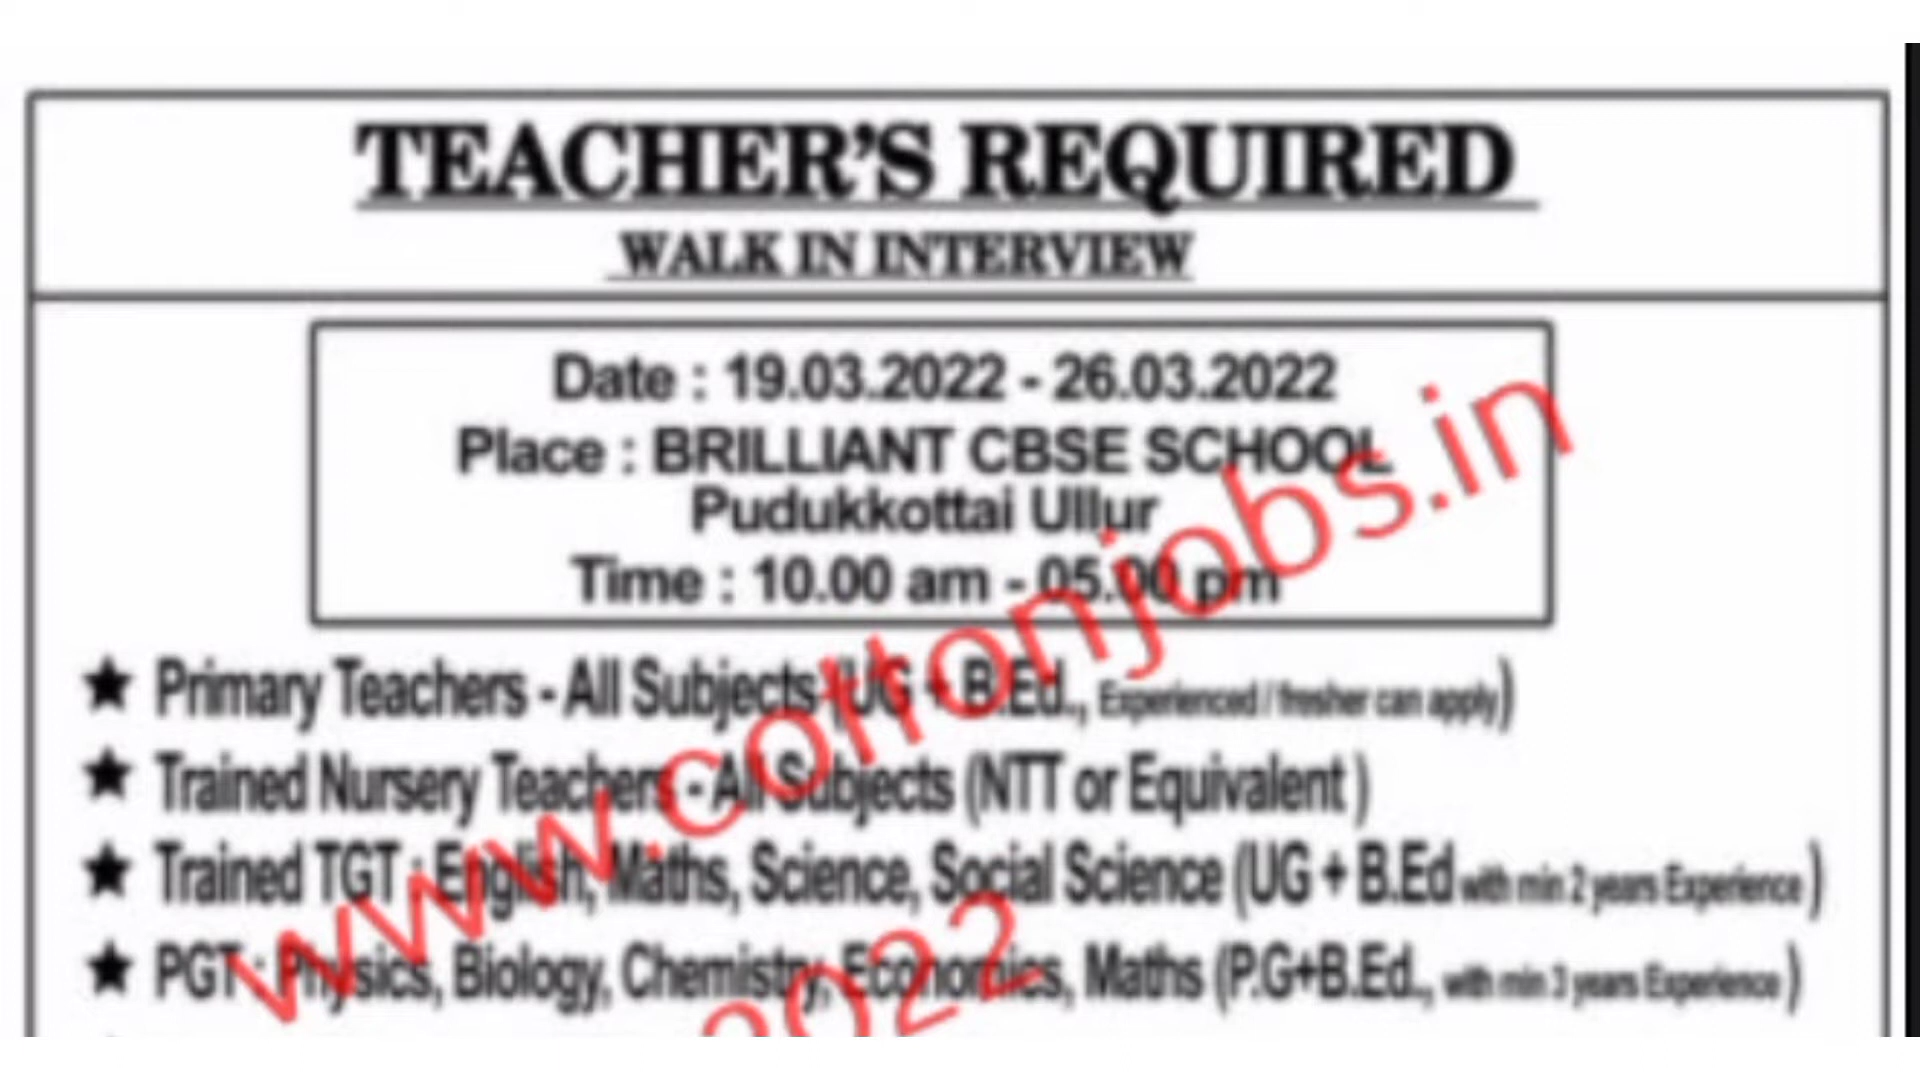 TEACHER'S REQUIRED
WALK IN INTERVIEW
Date : 19.03.2022 - 26.03.2022
Place : BRILLIANT CBSE SCHOOL
Pudukkottai Ullur
Time : 10.00 am - 05.00 pm
★ Primary Teachers - All Subjects (UG + B.Ed., Experienced / fresher can apply)
★ Trained Nursery Teachers - All Subjects (NTT or Equivalent )
★ Trained TGT : English, Maths, Science, Social Science (UG + B.Ed with min 2 years Experience )
★ PGT : Physics, Biology, Chemistry, Economics, Maths (P.G+B.Ed., with min 3 years Experience )
www.cottonjobs.in
2022